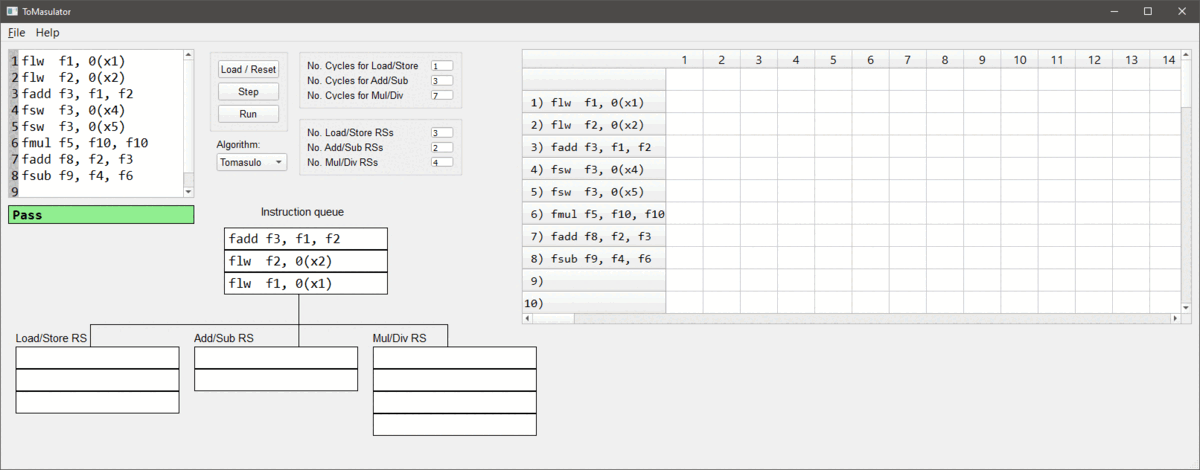 ToMasulator
File Help
1 flw f1, 0(x1)
2 flw f2, 0(x2)
3 fadd f3, f1, f2
4 fsw f3, 0(x4)
5 fsw f3, 0(x5)
6 fmul f5, f10, f10
7 fadd f8, f2, f3
8 fsub f9, f4, f6
9
Pass
Load / Reset
Step
Run
Algorithm:
Tomasulo
No. Cycles for Load/Store 1
No. Cycles for Add/Sub 3
No. Cycles for Mul/Div 7
No. Load/Store RSs 3
No. Add/Sub RSs 2
No. Mul/Div RSs 4
Instruction queue
fadd f3, f1, f2
flw f2, 0(x2)
flw f1, 0(x1)
Load/Store RS
Add/Sub RS
Mul/Div RS
1 2 3 4 5 6 7 8 9 10 11 12 13 14
1) flw f1, 0(x1)
2) flw f2, 0(x2)
3) fadd f3, f1, f2
4) fsw f3, 0(x4)
5) fsw f3, 0(x5)
6) fmul f5, f10, f10
7) fadd f8, f2, f3
8) fsub f9, f4, f6
9)
10)